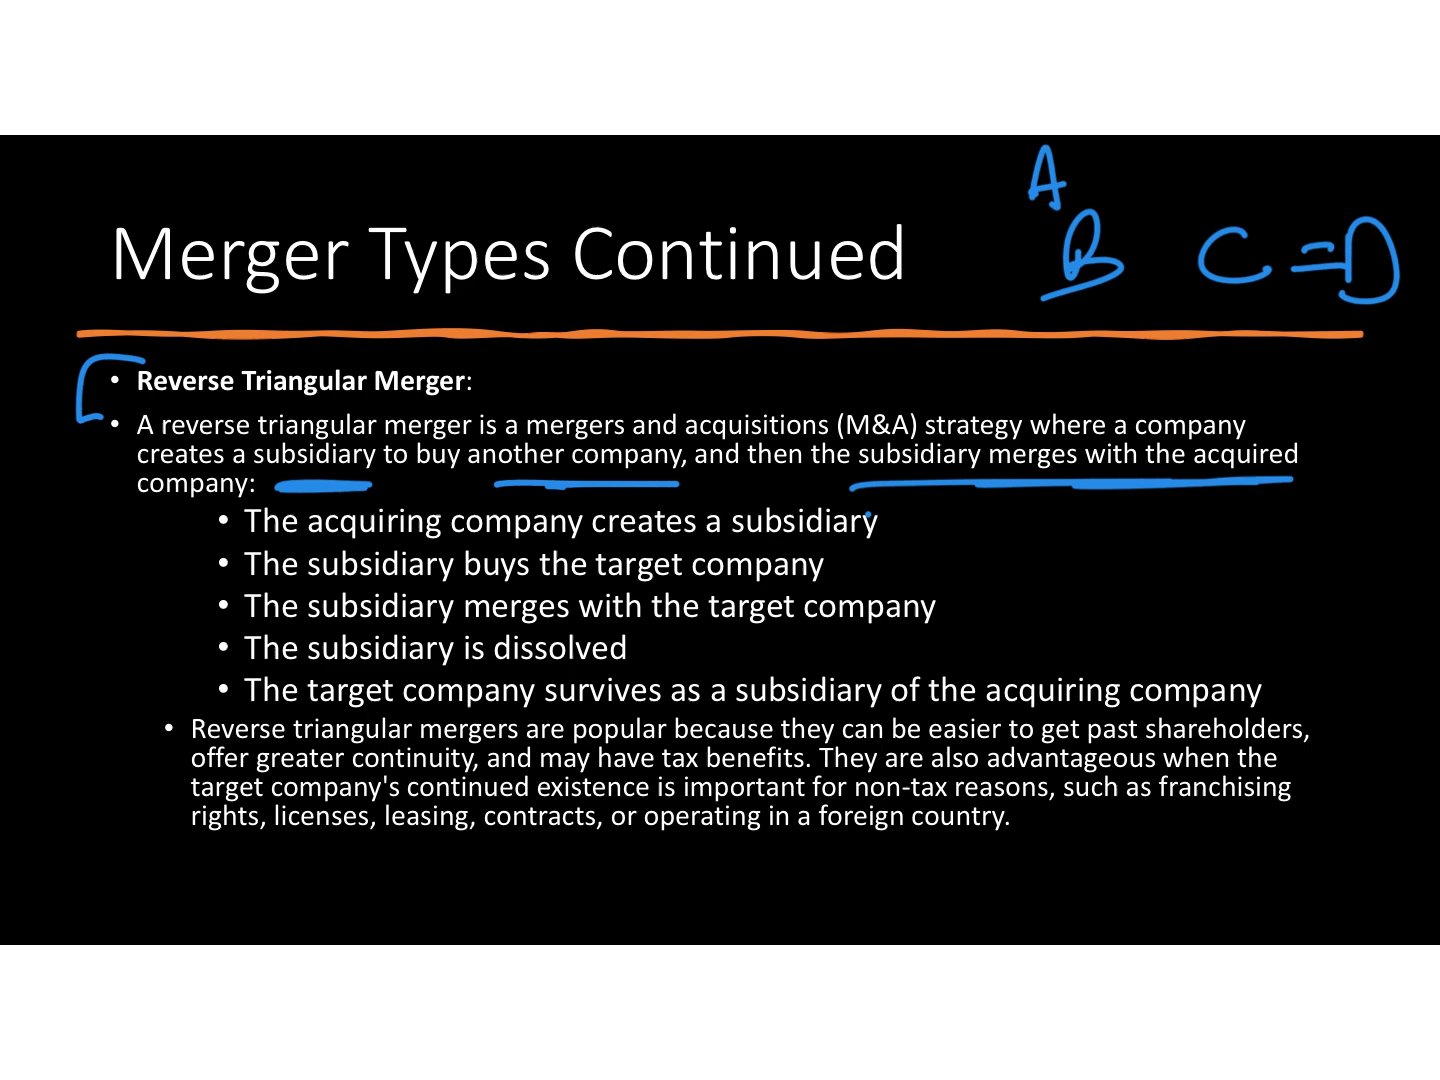 A
Merger Types Continued
B C = D
• Reverse Triangular Merger:
• A reverse triangular merger is a mergers and acquisitions (M&A) strategy where a company
creates a subsidiary to buy another company, and then the subsidiary merges with the acquired
company:
• The acquiring company creates a subsidiary
• The subsidiary buys the target company
• The subsidiary merges with the target company
• The subsidiary is dissolved
• The target company survives as a subsidiary of the acquiring company
• Reverse triangular mergers are popular because they can be easier to get past shareholders,
offer greater continuity, and may have tax benefits. They are also advantageous when the
target company's continued existence is important for non-tax reasons, such as franchising
rights, licenses, leasing, contracts, or operating in a foreign country.